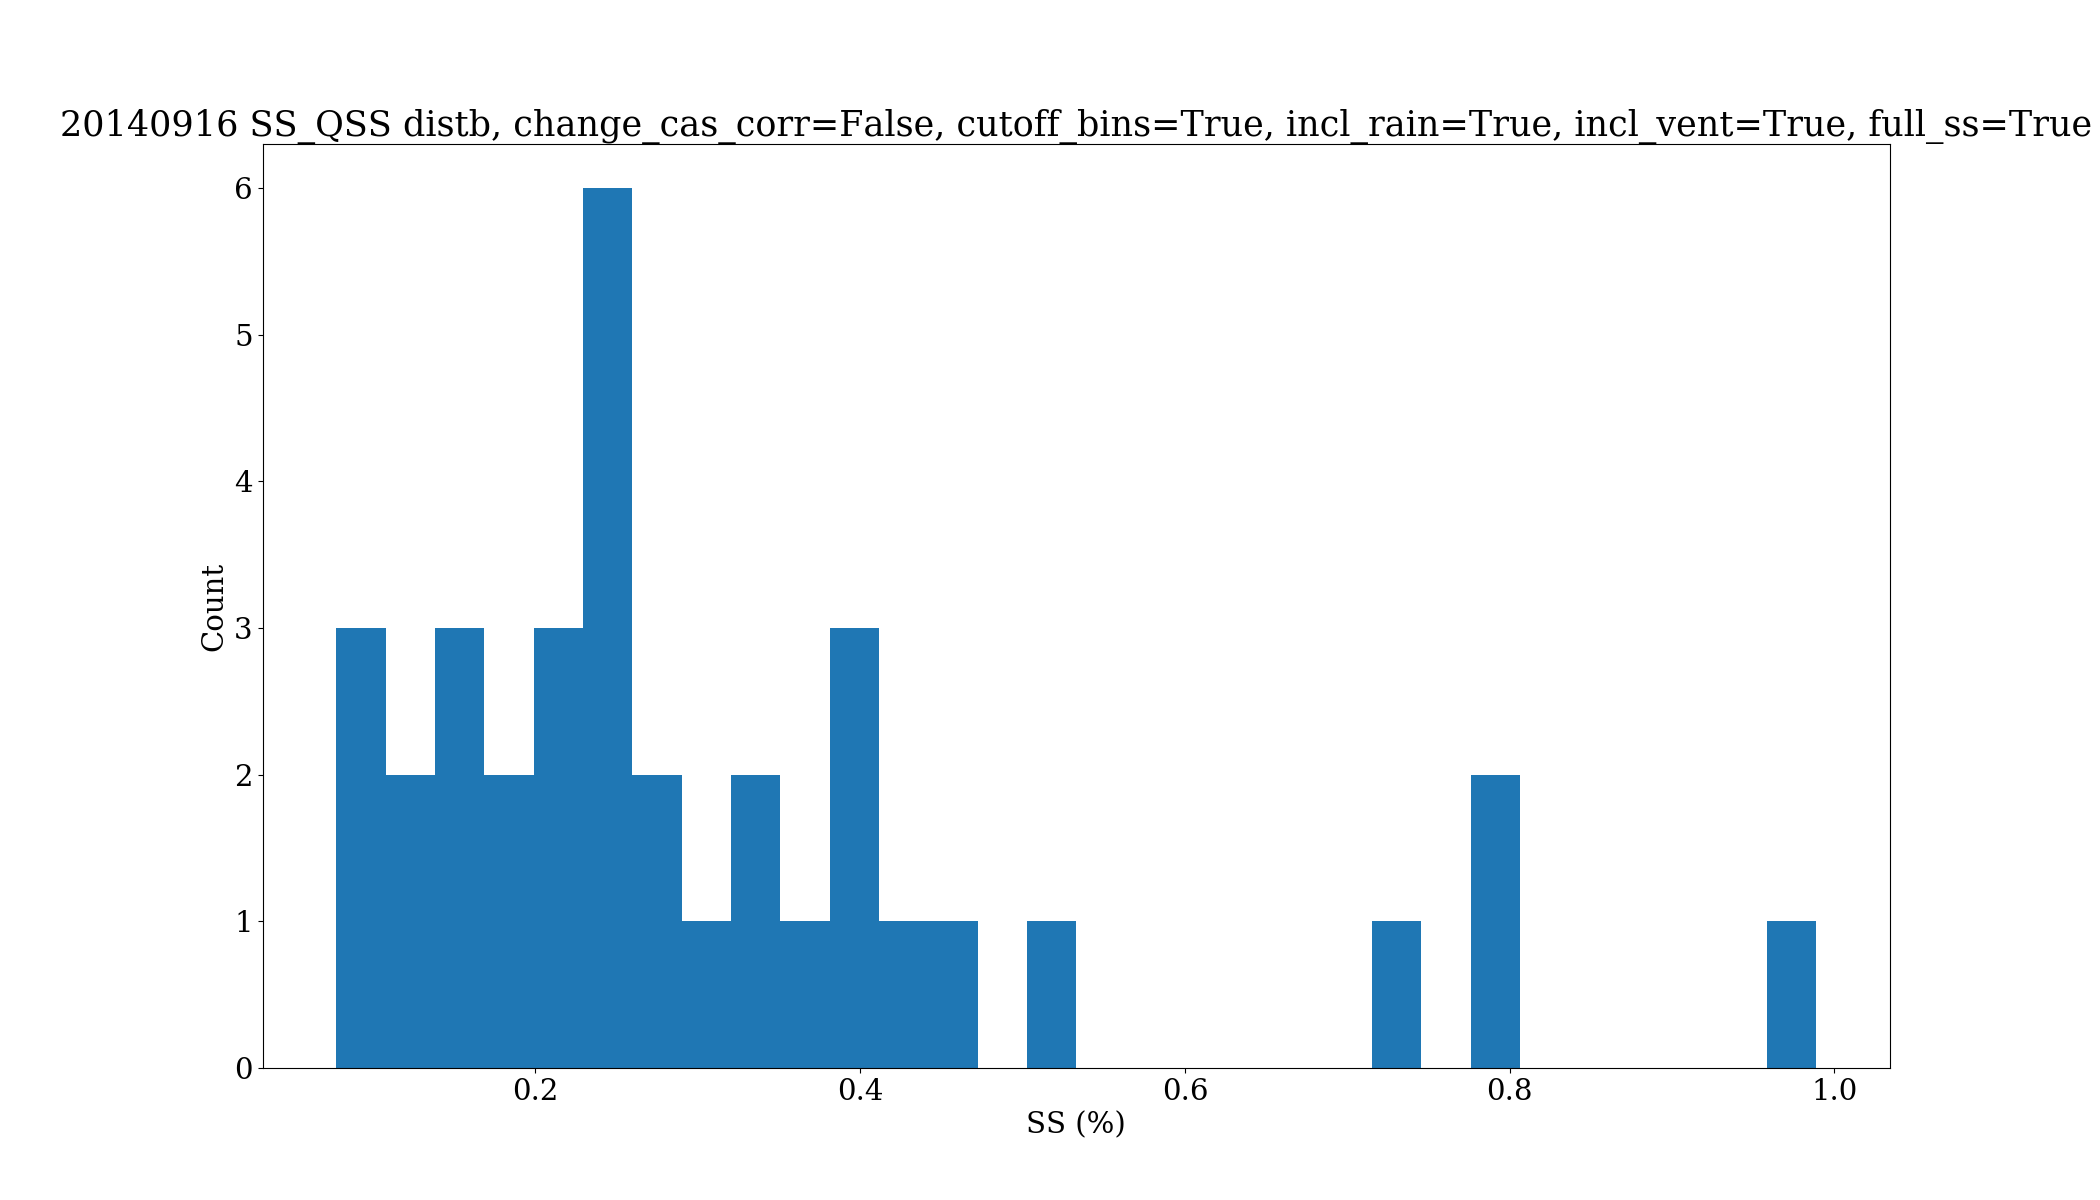 20140916 SS_QSS distb, change_cas_corr=False, cutoff_bins=True, incl_rain=True, incl_vent=True, full_ss=True
6
5
4
3
2
1
0
Count
0.2 0.4 0.6 0.8 1.0
SS (%)